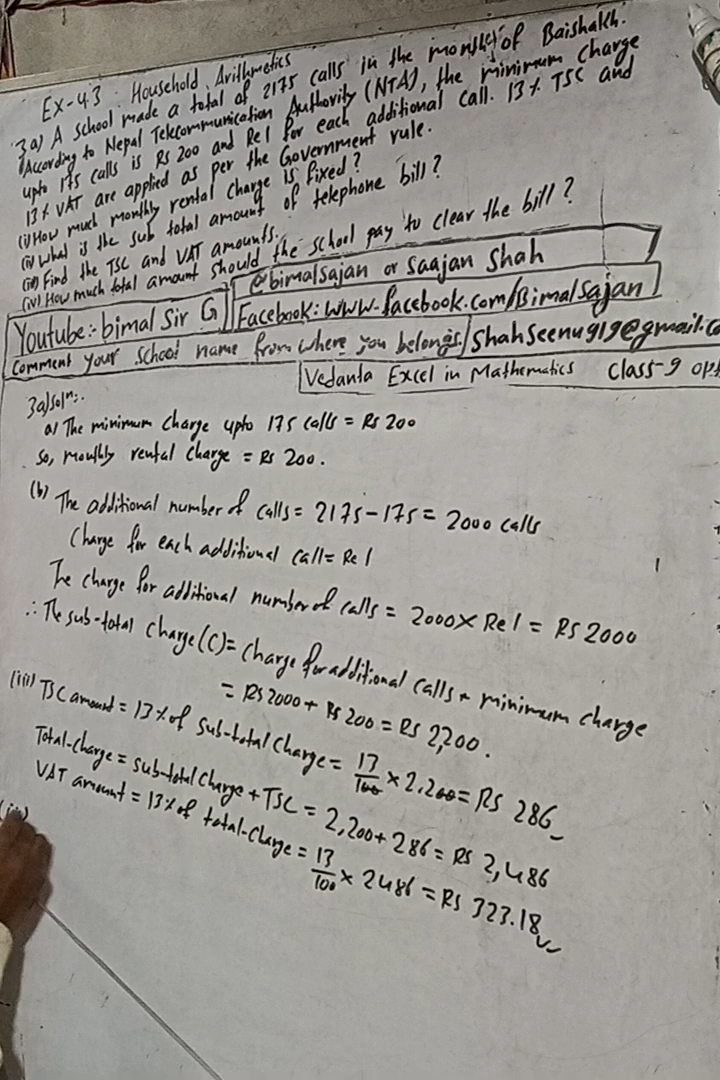 Ex-4.3 Household Arithmetics
3a) A school made a total of 2175 calls in the month of Baishakh.
According to Nepal Telecommunication Authority (NTA), the minimum charge
upto 175 calls is Rs 200 and Re 1 for each additional call. 13% TSC and
13% VAT are applied as per the Government rule.
(i) How much monthly rental charge is fixed?
(ii) What is the sub total amount of telephone bill?
(iii) Find the TSC and VAT amounts.
(iv) How much total amount should the school pay to clear the bill?
@bimalsajan or Saajan Shah
Youtube:- bimal Sir G
Facebook: www.facebook.com/Bimalsajan
Comment your school name from where you belongs/Shahseenu919@gmail.co
Vedanta Excel in Mathematics Class-9 opt
3a)soln:-
a) The minimum charge upto 175 calls = Rs 200
So, monthly rental charge = Rs 200.
(b) The additional number of calls = 2175-175 = 2000 calls
Charge for each additional call = Re 1
The charge for additional number of calls = 2000 × Re 1 = Rs 2000
∴ The sub-total charge (C) = charge for additional calls + minimum charge
= Rs 2000 + Rs 200 = Rs 2,200.
(iii) TSC amount = 13% of sub-total charge = 13/100 × 2,200 = Rs 286
Total-charge = sub-total charge + TSC = 2,200 + 286 = Rs 2,486
VAT amount = 13% of total-charge = 13/100 × 2486 = Rs 323.18